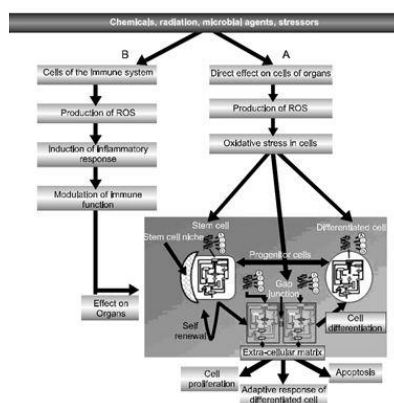 Chemicals, radiation, microbial agents, stressors
B
A
Cells of the Immune system
Direct effect on cells of organs
Production of ROS
Production of ROS
Induction of inflammatory
response
Oxidative stress in cells
Modulation of immune
function
Stem cell
Differentiated cell
Stem cell niche
Progenitor cells
Gap
junction
Effect on
Organs
Self
renewal
Cell
differentiation
Extra-cellular matrix
Cell
proliferation
Apoptosis
Adaptive response of
differentiated cell